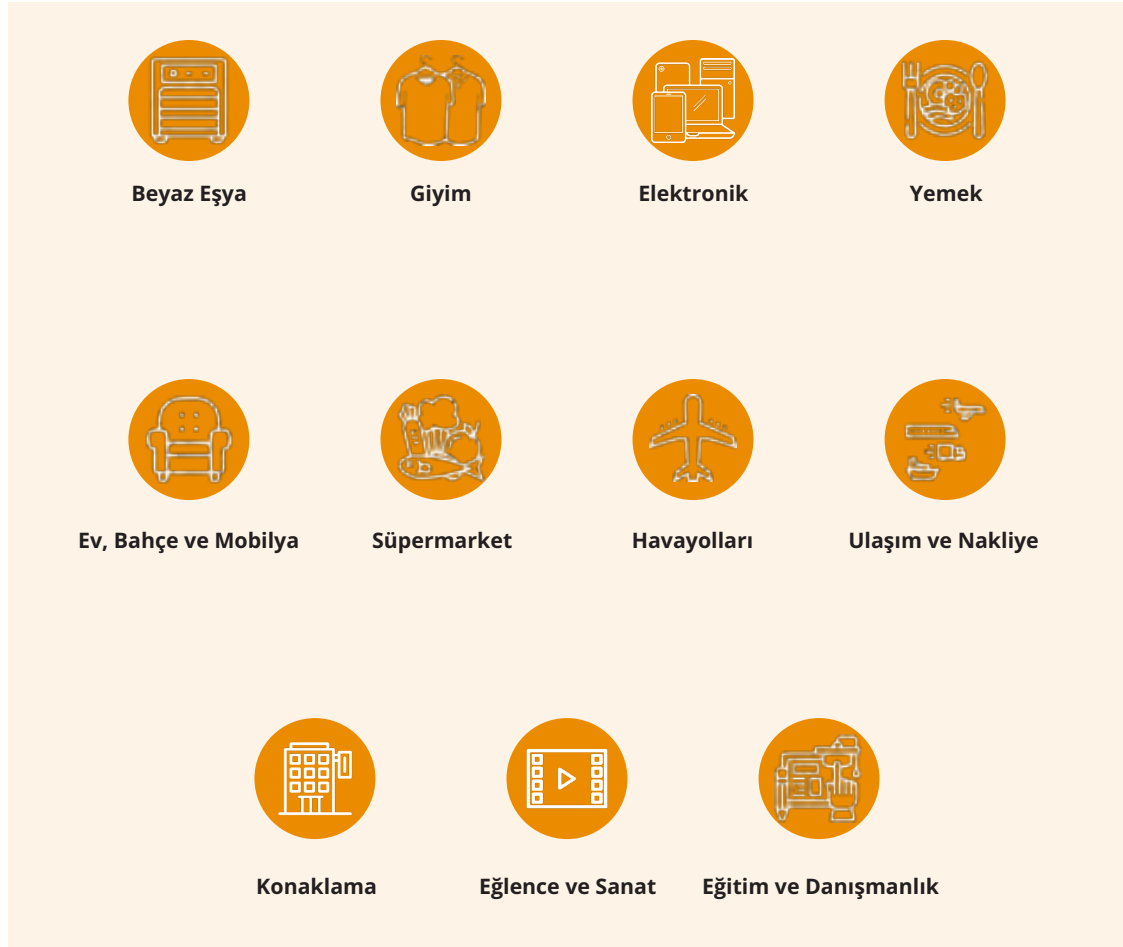 Beyaz Eşya
Giyim
Elektronik
Yemek
Ev, Bahçe ve Mobilya
Süpermarket
Havayolları
Ulaşım ve Nakliye
Konaklama
Eğlence ve Sanat
Eğitim ve Danışmanlık